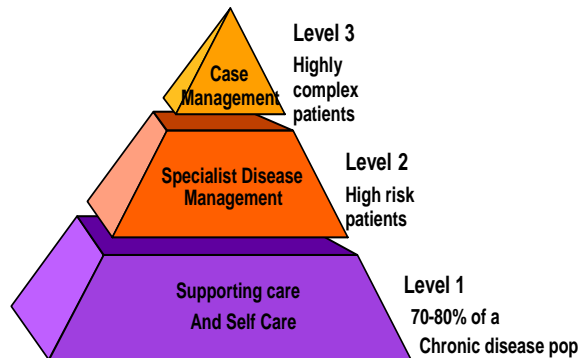 Level 3
Highly
complex
patients
Case
Management
Level 2
High risk
patients
Specialist Disease
Management
Level 1
70-80% of a
Chronic disease pop
Supporting care
And Self Care